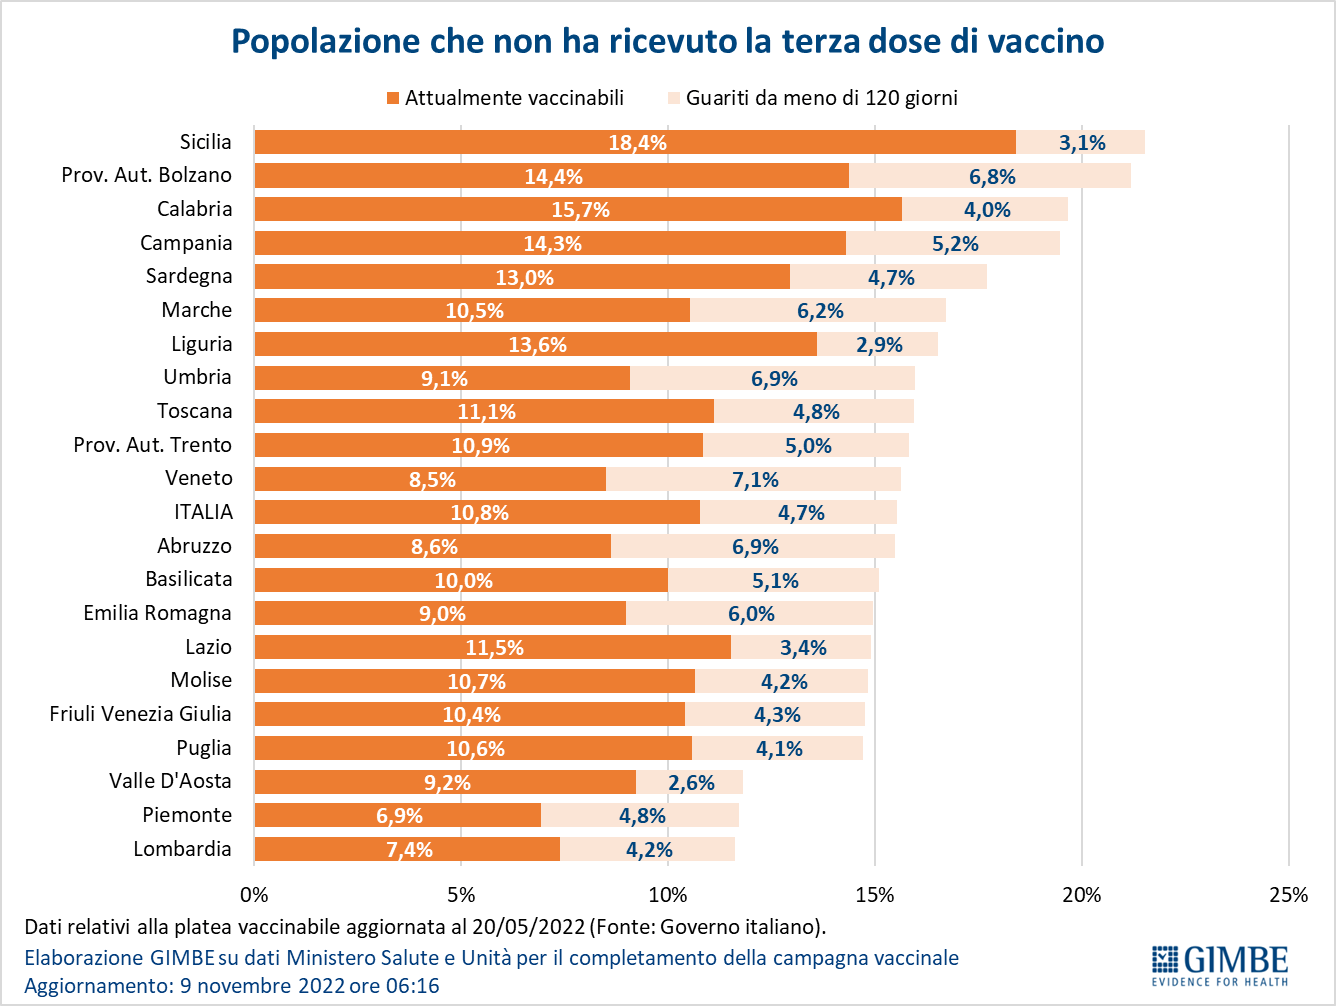 Popolazione che non ha ricevuto la terza dose di vaccino
Attualmente vaccinabili Guariti da meno di 120 giorni
Sicilia 18,4% 3,1%
Prov. Aut. Bolzano 14,4% 6,8%
Calabria 15,7% 4,0%
Campania 14,3% 5,2%
Sardegna 13,0% 4,7%
Marche 10,5% 6,2%
Liguria 13,6% 2,9%
Umbria 9,1% 6,9%
Toscana 11,1% 4,8%
Prov. Aut. Trento 10,9% 5,0%
Veneto 8,5% 7,1%
ITALIA 10,8% 4,7%
Abruzzo 8,6% 6,9%
Basilicata 10,0% 5,1%
Emilia Romagna 9,0% 6,0%
Lazio 11,5% 3,4%
Molise 10,7% 4,2%
Friuli Venezia Giulia 10,4% 4,3%
Puglia 10,6% 4,1%
Valle D'Aosta 9,2% 2,6%
Piemonte 6,9% 4,8%
Lombardia 7,4% 4,2%
0% 5% 10% 15% 20% 25%
Dati relativi alla platea vaccinabile aggiornata al 20/05/2022 (Fonte: Governo italiano).
Elaborazione GIMBE su dati Ministero Salute e Unità per il completamento della campagna vaccinale
Aggiornamento: 9 novembre 2022 ore 06:16
GIMBE
EVIDENCE FOR HEALTH